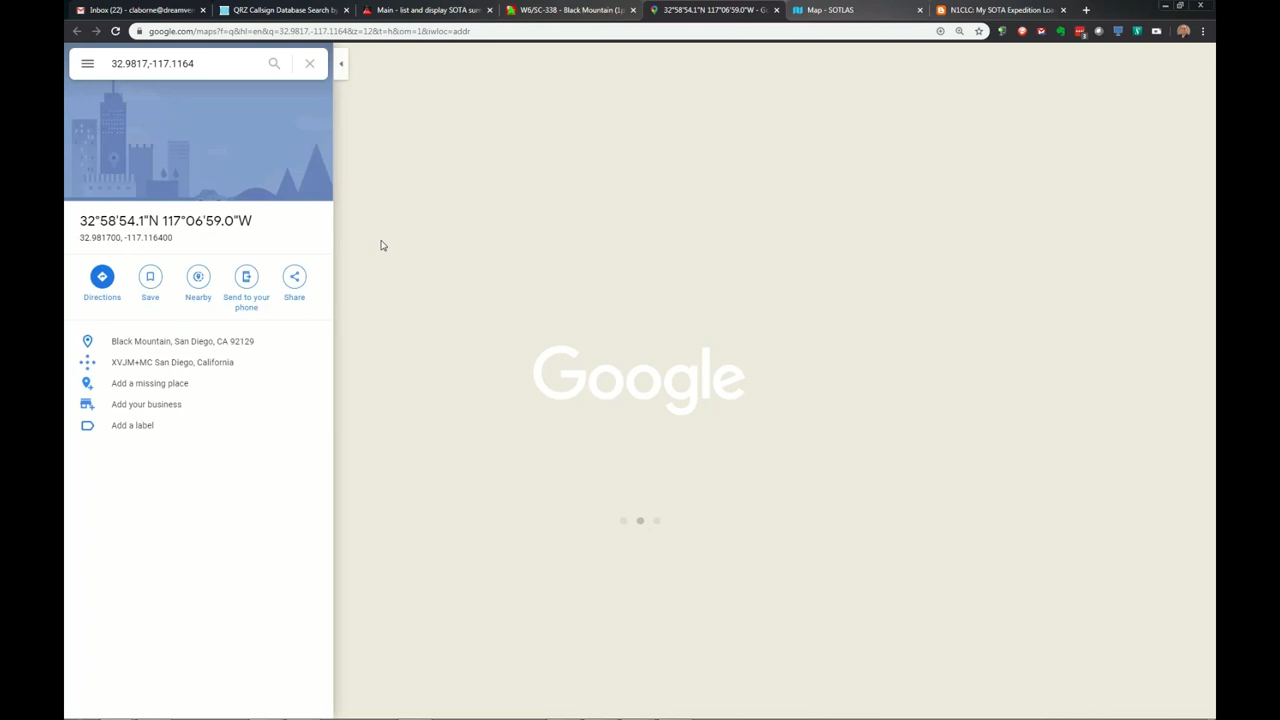 Inbox (22) - claborne@dreamver
QRZ Callsign Database Search by
Main - list and display SOTA sum
W6/SC-338 - Black Mountain (1p
32°58'54.1"N 117°06'59.0"W - G
Map - SOTLAS
N1CLC: My SOTA Expedition Loa
google.com/maps?f=q&hl=en&q=32.9817,-117.1164&z=12&t=h&om=1&iwloc=addr
32.9817,-117.1164
32°58'54.1"N 117°06'59.0"W
32.981700, -117.116400
Directions
Save
Nearby
Send to your
phone
Share
Black Mountain, San Diego, CA 92129
XVJM+MC San Diego, California
Add a missing place
Add your business
Add a label
Google